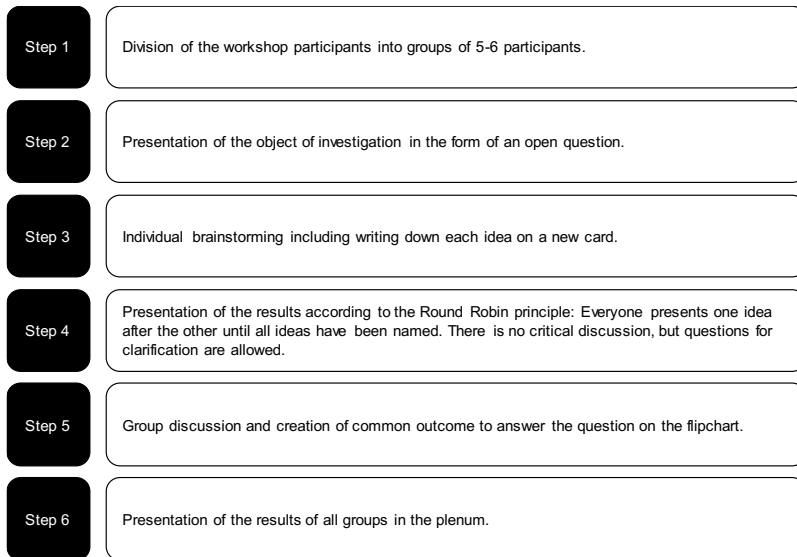 Step 1
Division of the workshop participants into groups of 5-6 participants.
Step 2
Presentation of the object of investigation in the form of an open question.
Step 3
Individual brainstorming including writing down each idea on a new card.
Step 4
Presentation of the results according to the Round Robin principle: Everyone presents one idea
after the other until all ideas have been named. There is no critical discussion, but questions for
clarification are allowed.
Step 5
Group discussion and creation of common outcome to answer the question on the flipchart.
Step 6
Presentation of the results of all groups in the plenum.